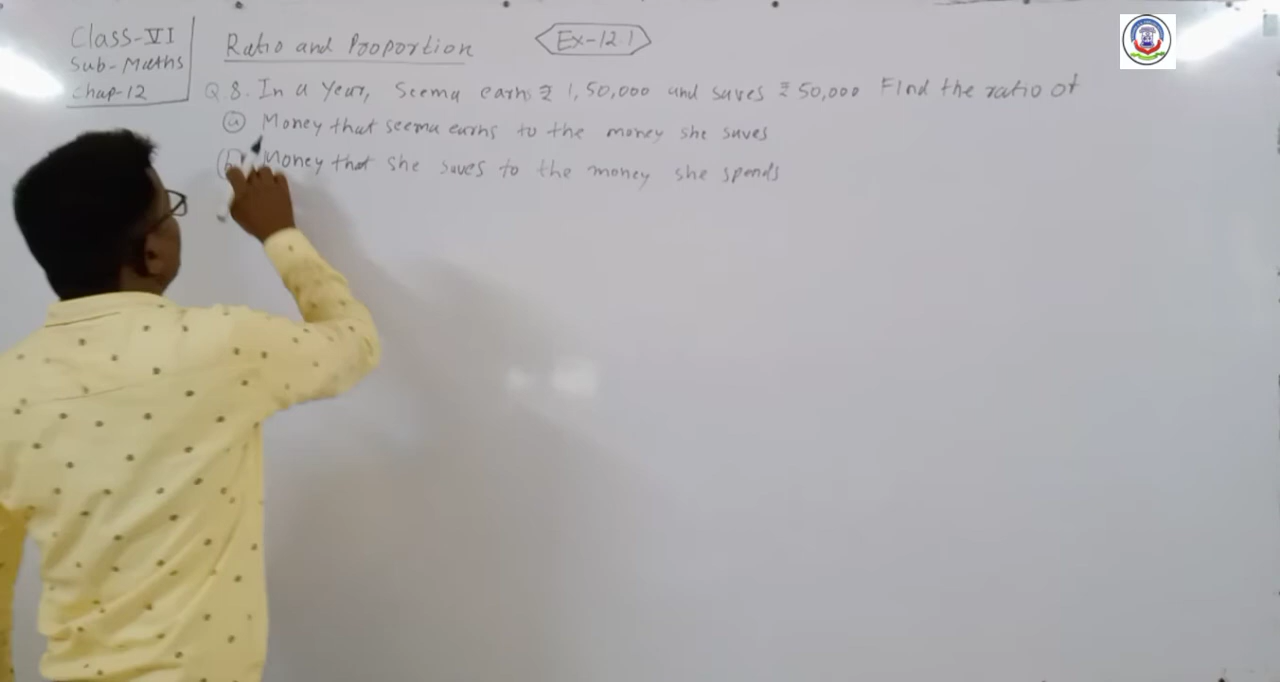 Class-VI
Sub-Maths
Chap-12
Ratio and Proportion
Ex-12.1
Q 8. In a year, Seema earns ₹ 1,50,000 and saves ₹ 50,000 Find the ratio of
(a) Money that seema earns to the money she saves
(b) Money that she saves to the money she spends